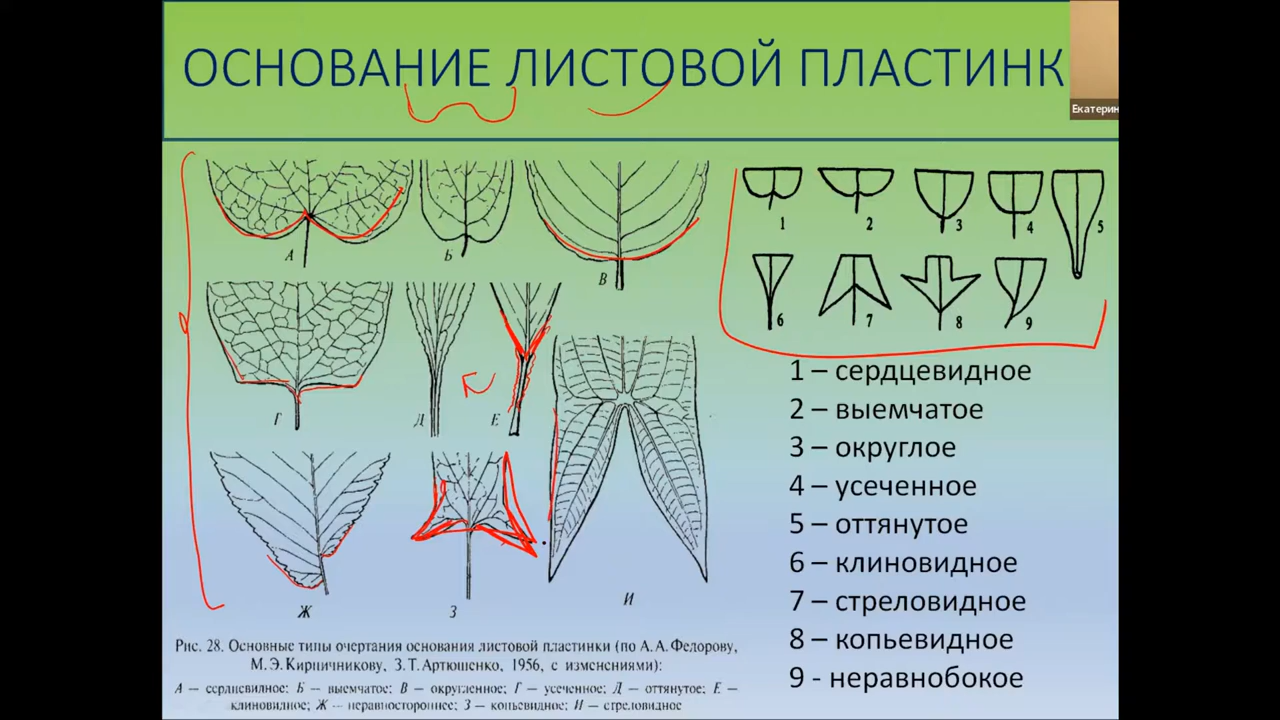 ОСНОВАНИЕ ЛИСТОВОЙ ПЛАСТИНК
Екатерин
А
Б
В
Г
Д
Е
Ж
З
И
1
2
3
4
5
6
7
8
9
1 – сердцевидное
2 – выемчатое
3 – округлое
4 – усеченное
5 – оттянутое
6 – клиновидное
7 – стреловидное
8 – копьевидное
9 - неравнобокое
Рис. 28. Основные типы очертания основания листовой пластинки (по А. А. Федорову,
М. Э. Кирпичникову, З. Т. Артюшенко, 1956, с изменениями):
А — сердцевидное; Б — выемчатое; В — округленное; Г — усеченное; Д — оттянутое; Е —
клиновидное; Ж — неравностороннее; З — копьевидное; И — стреловидное